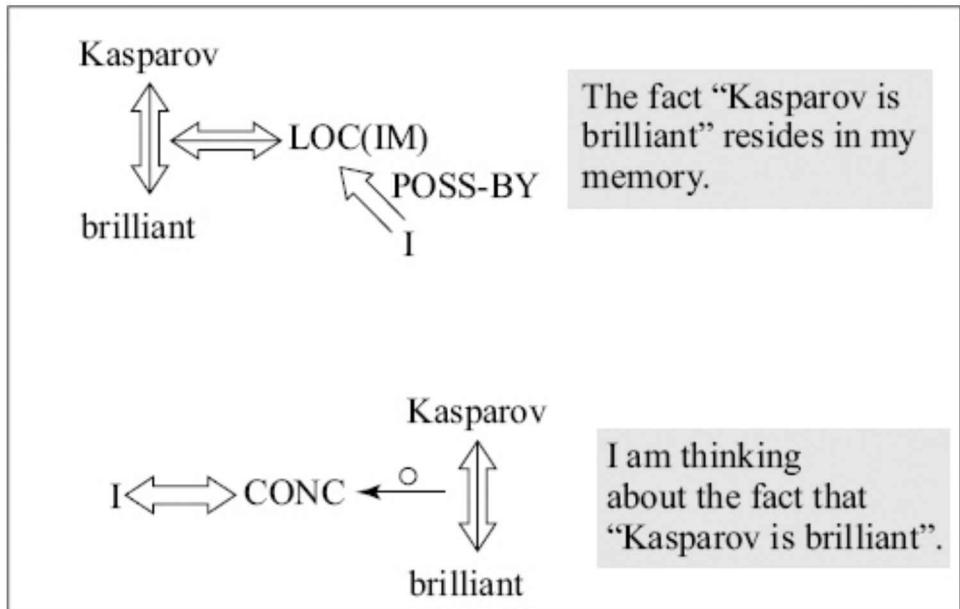 Kasparov
LOC(IM)
POSS-BY
I
brilliant
The fact “Kasparov is
brilliant” resides in my
memory.
Kasparov
I
CONC
o
brilliant
I am thinking
about the fact that
“Kasparov is brilliant”.